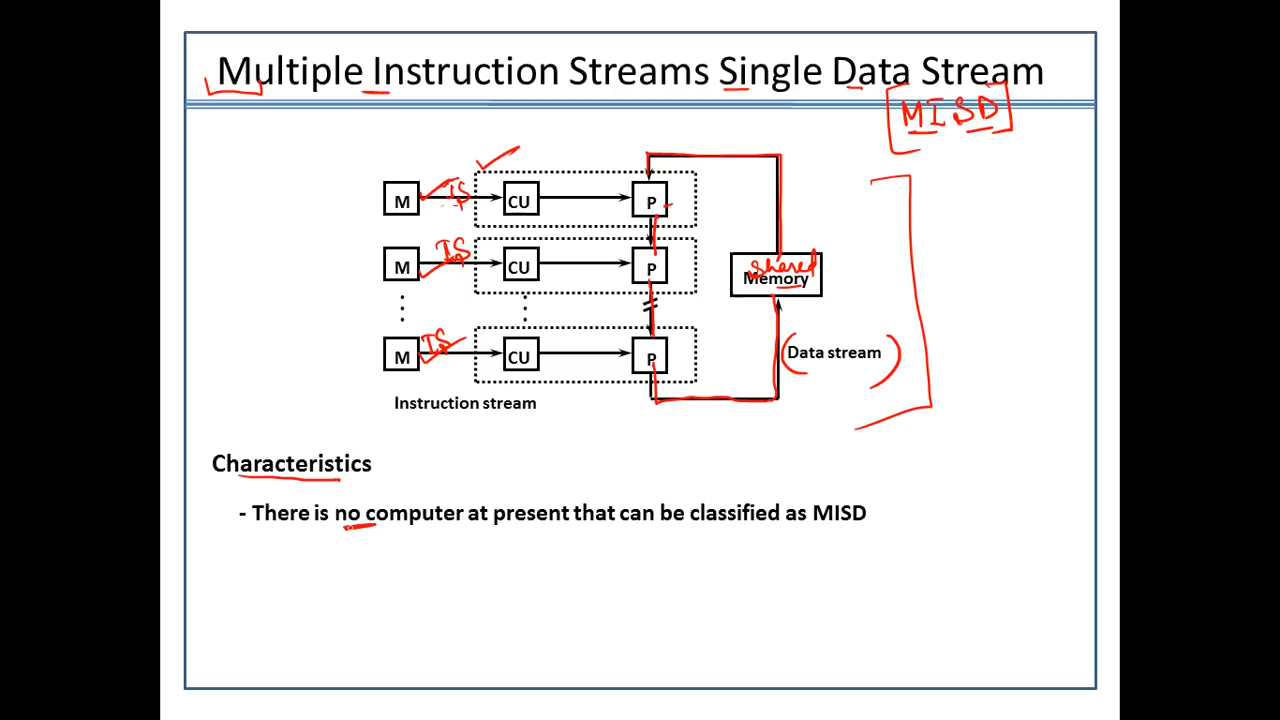 Multiple Instruction Streams Single Data Stream
[MISD]
M IS CU P
M IS CU P
shared
Memory
M IS CU P
Data stream
Instruction stream
Characteristics
- There is no computer at present that can be classified as MISD